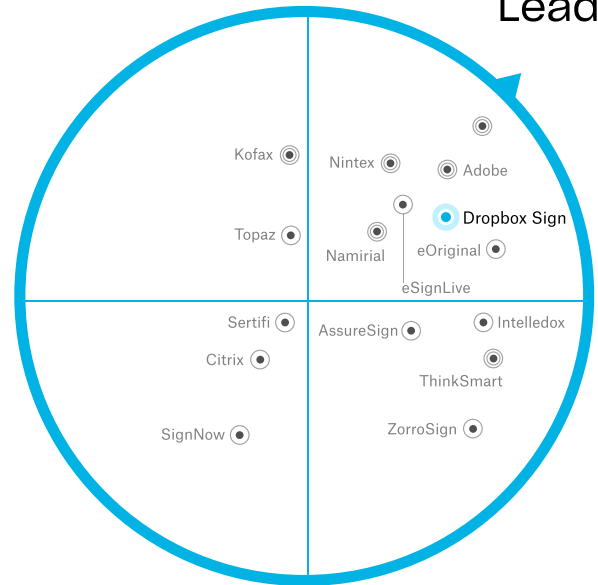 Lead
Kofax
Nintex
Adobe
Dropbox Sign
Topaz
Namirial
eOriginal
eSignLive
Sertifi
AssureSign
Intelledox
Citrix
ThinkSmart
SignNow
ZorroSign